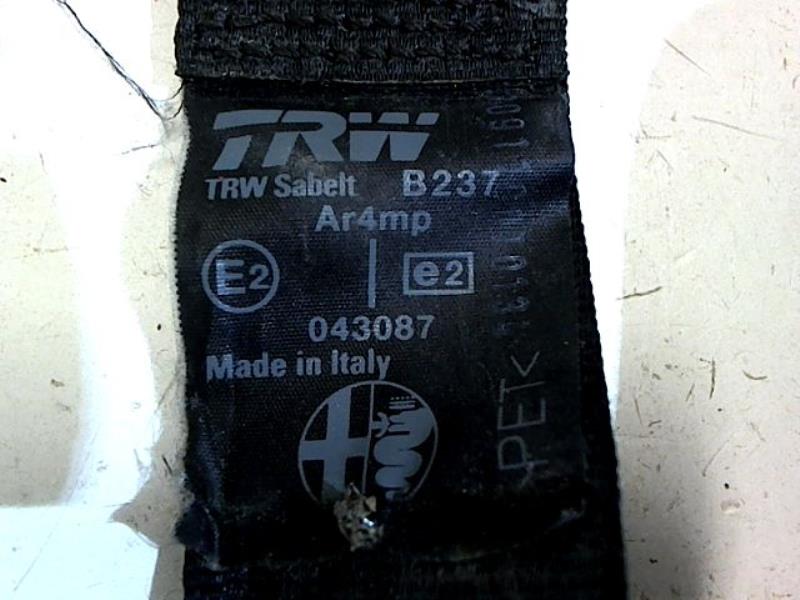 TRW
TRW Sabelt B237
Ar4mp
E2 e2
043087
Made in Italy
PET<